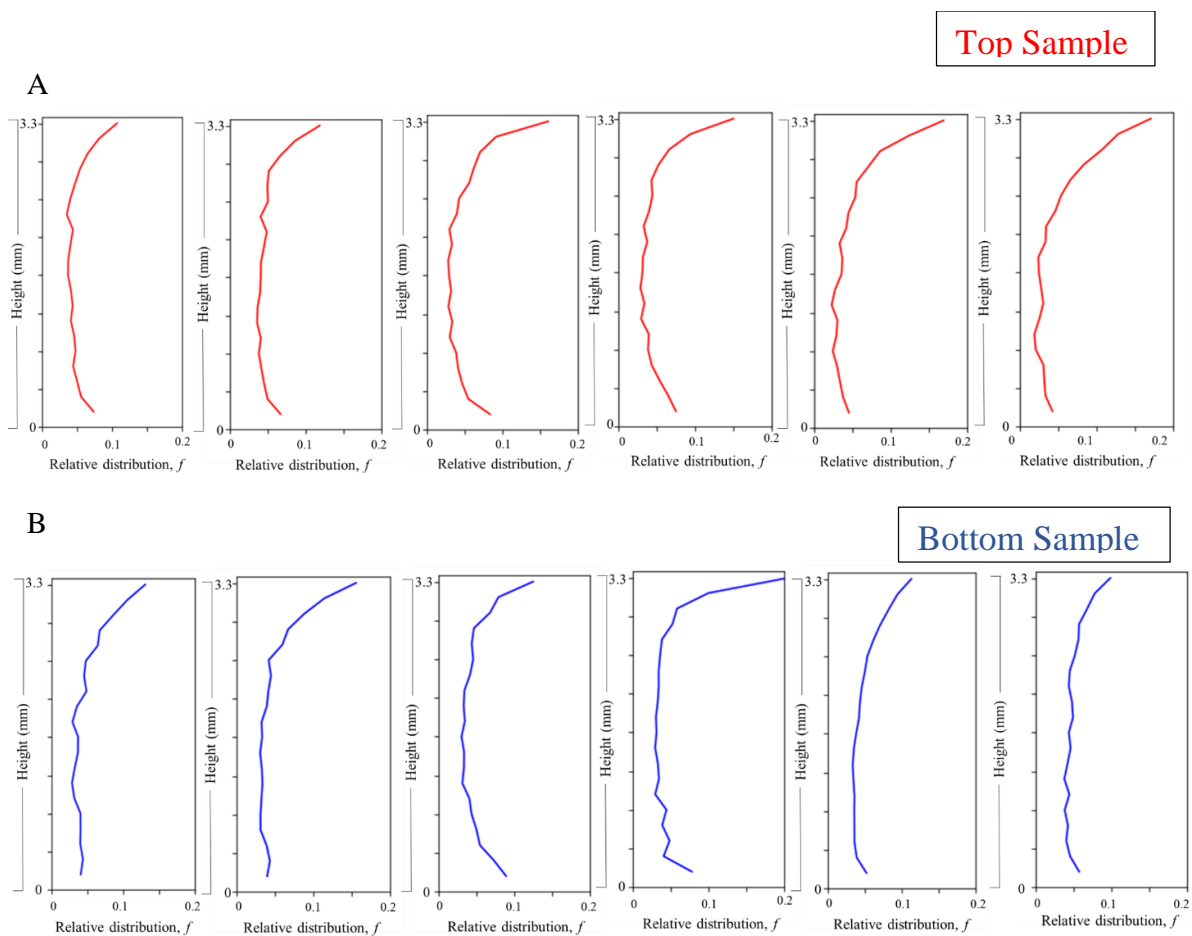 Top Sample
A
3.3 3.3 3.3 3.3 3.3 3.3
Height (mm) Height (mm) Height (mm) Height (mm) Height (mm) Height (mm)
0 0 0 0 0 0
0 0.1 0.2 0 0.1 0.2 0 0.1 0.2 0 0.1 0.2 0 0.1 0.2 0 0.1 0.2
Relative distribution, f Relative distribution, f Relative distribution, f Relative distribution, f Relative distribution, f Relative distribution, f
B
Bottom Sample
3.3 3.3 3.3 3.3 3.3 3.3
Height (mm) Height (mm) Height (mm) Height (mm) Height (mm) Height (mm)
0 0 0 0 0 0
0 0.1 0.2 0 0.1 0.2 0 0.1 0.2 0 0.1 0.2 0 0.1 0.2 0 0.1 0.2
Relative distribution, f Relative distribution, f Relative distribution, f Relative distribution, f Relative distribution, f Relative distribution, f